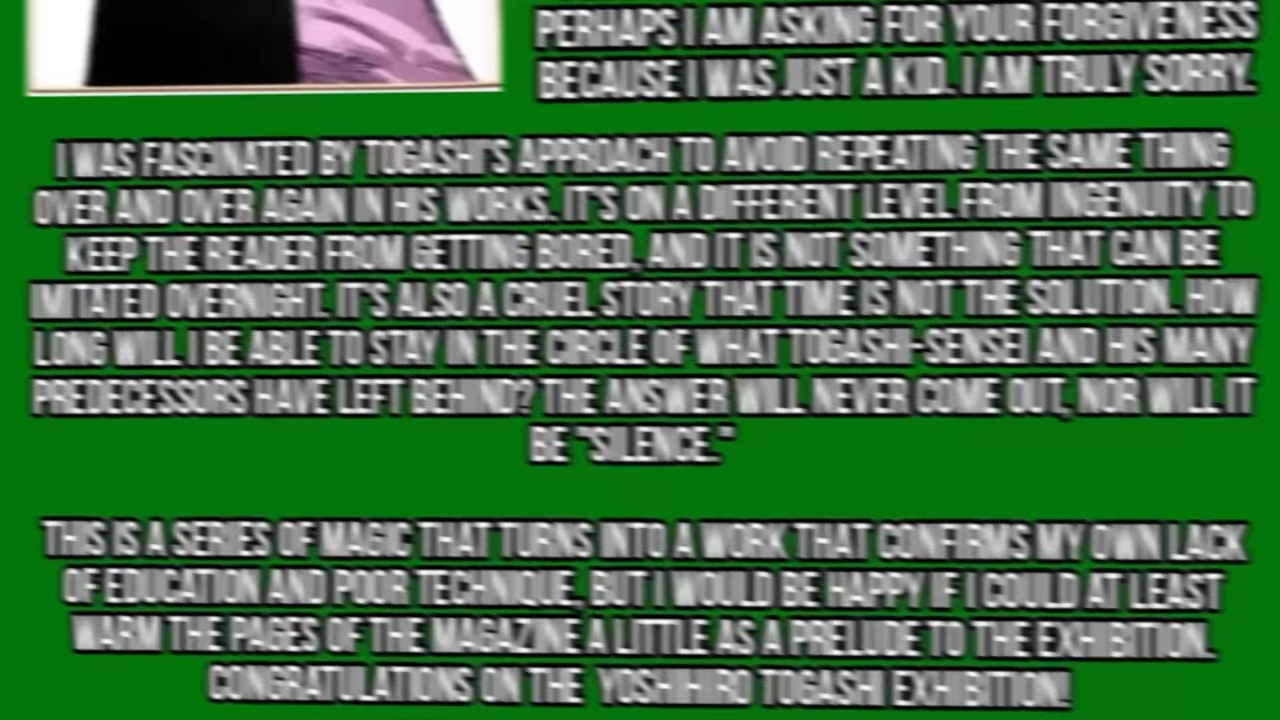 PERHAPS I AM ASKING FOR YOUR FORGIVENESS
BECAUSE I WAS JUST A KID. I AM TRULY SORRY.
I WAS FASCINATED BY TOGASHI'S APPROACH TO AVOID REPEATING THE SAME THING
OVER AND OVER AGAIN IN HIS WORKS. IT'S ON A DIFFERENT LEVEL FROM INGENUITY TO
KEEP THE READER FROM GETTING BORED, AND IT IS NOT SOMETHING THAT CAN BE
IMITATED OVERNIGHT. IT'S ALSO A CRUEL STORY THAT TIME IS NOT THE SOLUTION. HOW
LONG WILL I BE ABLE TO STAY IN THE CIRCLE OF WHAT TOGASHI-SENSEI AND HIS MANY
PREDECESSORS HAVE LEFT BEHIND? THE ANSWER WILL NEVER COME OUT, NOR WILL IT
BE "SILENCE."
THIS IS A SERIES OF MAGIC THAT TURNS INTO A WORK THAT CONFIRMS MY OWN LACK
OF EDUCATION AND POOR TECHNIQUE, BUT I WOULD BE HAPPY IF I COULD AT LEAST
WARM THE PAGES OF THE MAGAZINE A LITTLE AS A PRELUDE TO THE EXHIBITION.
CONGRATULATIONS ON THE YOSHIHIRO TOGASHI EXHIBITION.